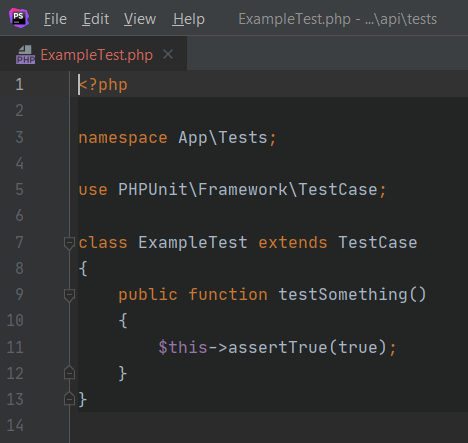 PS File Edit View Help ExampleTest.php - ...\api\tests
PHP ExampleTest.php ×
1 <?php
2
3 namespace App\Tests;
4
5 use PHPUnit\Framework\TestCase;
6
7 class ExampleTest extends TestCase
8 {
9     public function testSomething()
10     {
11         $this->assertTrue(true);
12     }
13 }
14